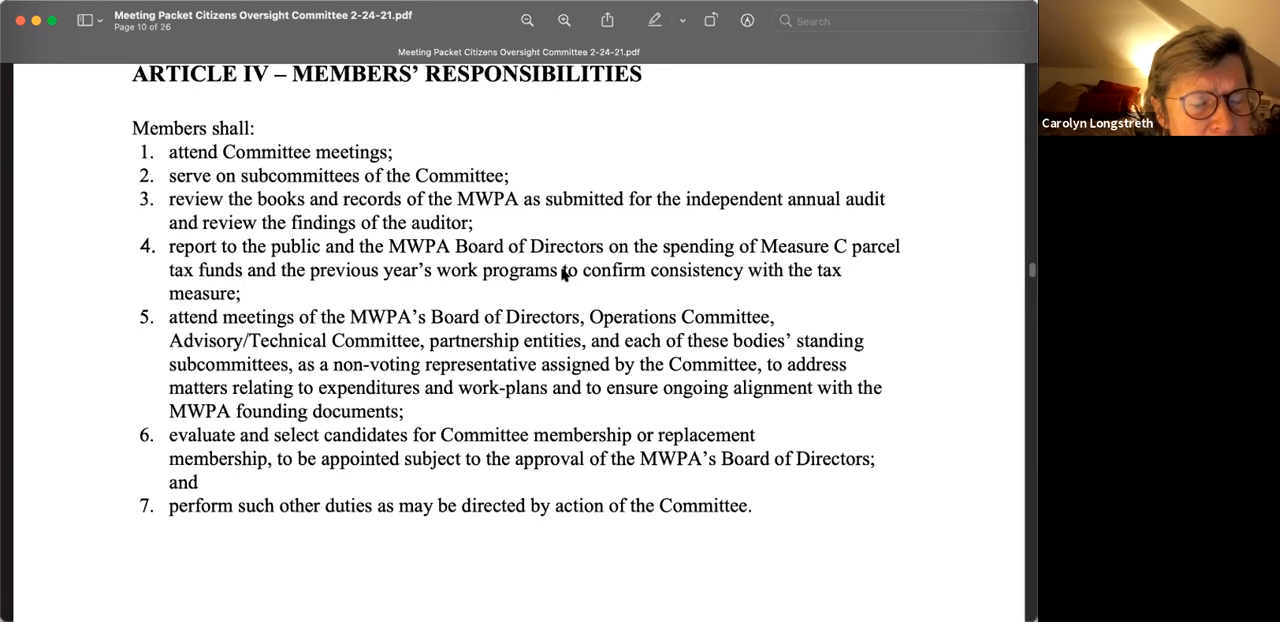 Meeting Packet Citizens Oversight Committee 2-24-21.pdf
Page 10 of 26
Search
Meeting Packet Citizens Oversight Committee 2-24-21.pdf
ARTICLE IV – MEMBERS' RESPONSIBILITIES
Members shall:
1. attend Committee meetings;
2. serve on subcommittees of the Committee;
3. review the books and records of the MWPA as submitted for the independent annual audit
and review the findings of the auditor;
4. report to the public and the MWPA Board of Directors on the spending of Measure C parcel
tax funds and the previous year's work programs to confirm consistency with the tax
measure;
5. attend meetings of the MWPA's Board of Directors, Operations Committee,
Advisory/Technical Committee, partnership entities, and each of these bodies' standing
subcommittees, as a non-voting representative assigned by the Committee, to address
matters relating to expenditures and work-plans and to ensure ongoing alignment with the
MWPA founding documents;
6. evaluate and select candidates for Committee membership or replacement
membership, to be appointed subject to the approval of the MWPA's Board of Directors;
and
7. perform such other duties as may be directed by action of the Committee.
Carolyn Longstreth